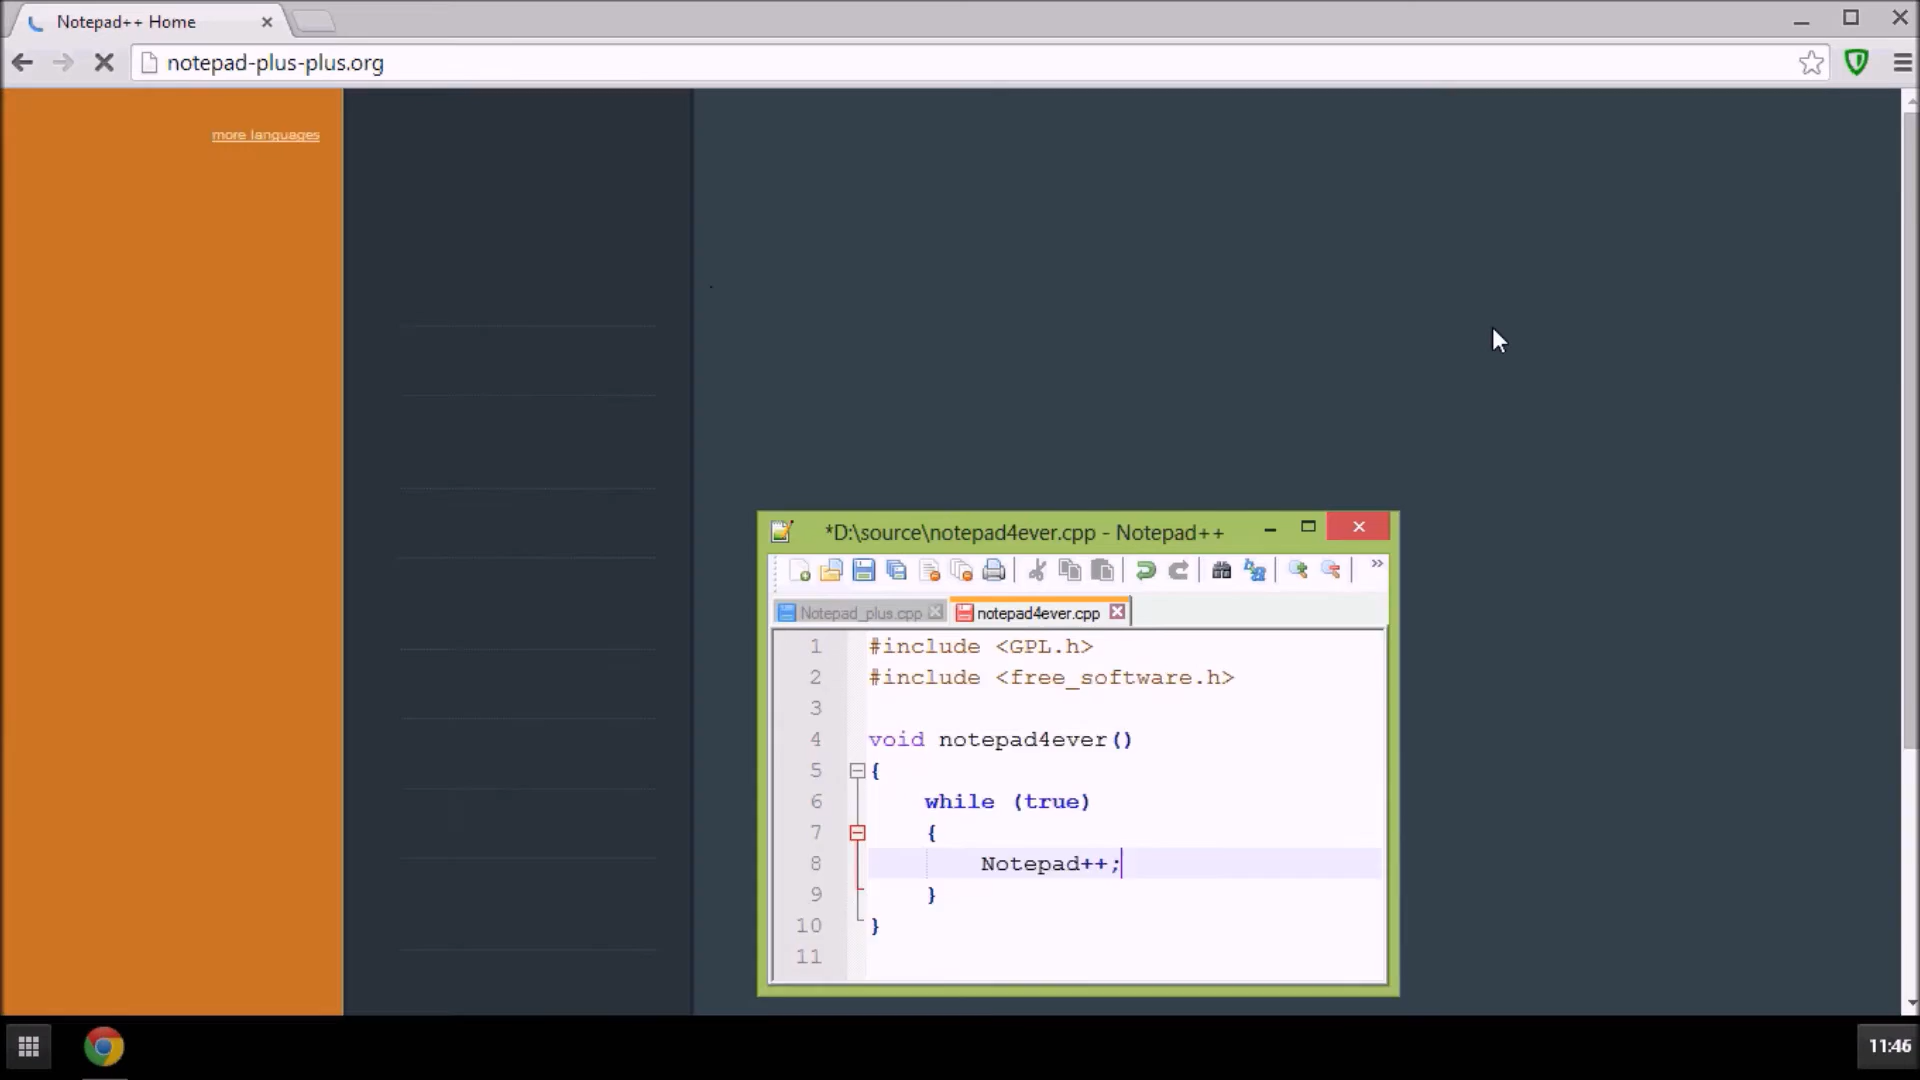 Notepad++ Home
notepad-plus-plus.org
more languages
*D:\source\notepad4ever.cpp - Notepad++
Notepad_plus.cpp
notepad4ever.cpp
1 #include <GPL.h>
2 #include <free_software.h>
3
4 void notepad4ever()
5 {
6 while (true)
7 {
8 Notepad++;
9 }
10 }
11
11:46